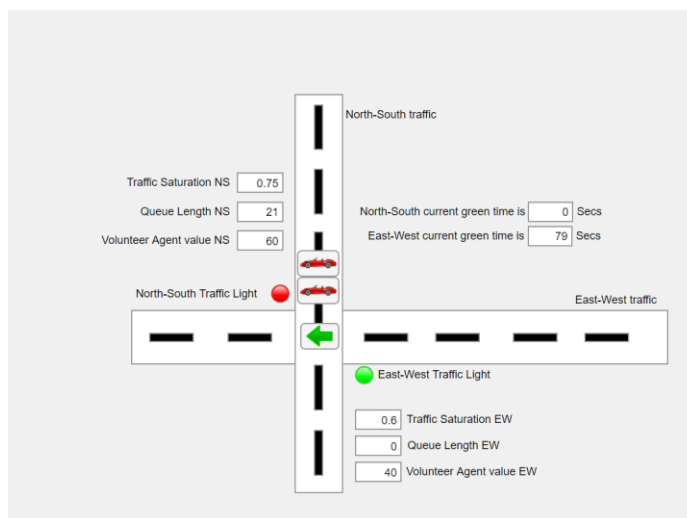 North-South traffic
Traffic Saturation NS 0.75
Queue Length NS 21
North-South current green time is 0 Secs
Volunteer Agent value NS 60
East-West current green time is 79 Secs
North-South Traffic Light
East-West traffic
East-West Traffic Light
0.6 Traffic Saturation EW
0 Queue Length EW
40 Volunteer Agent value EW